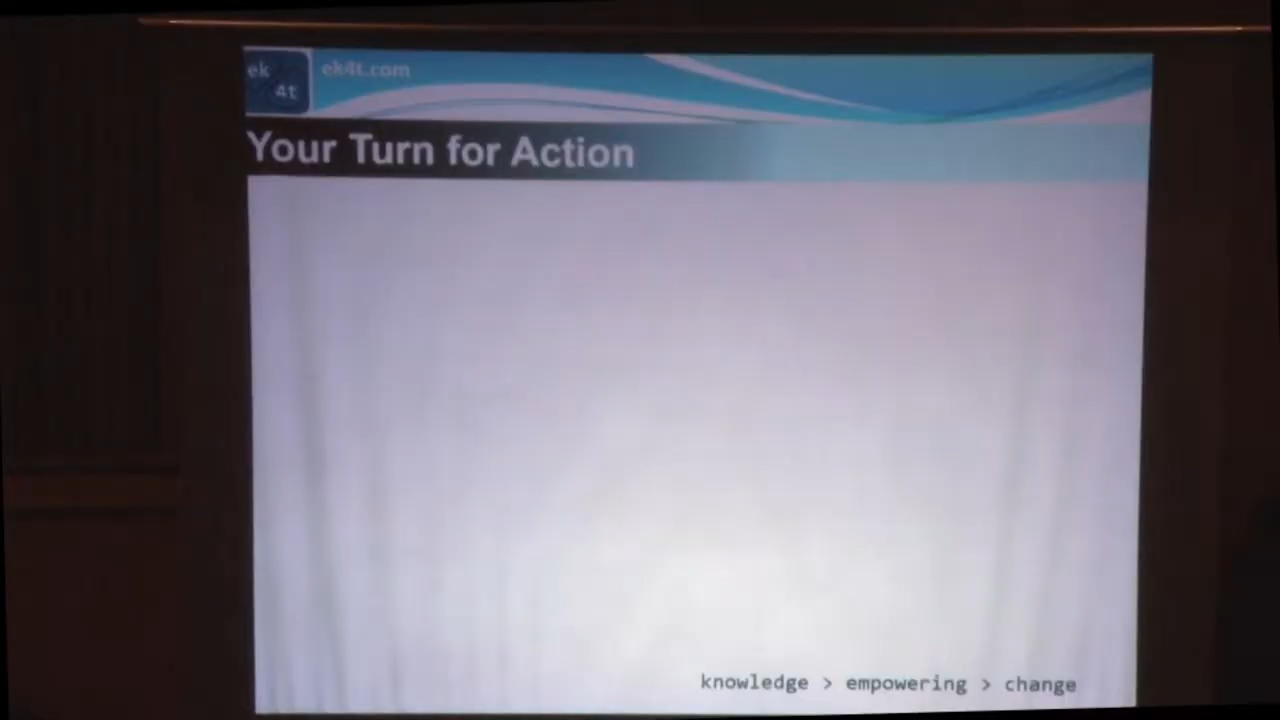 ek
4t
ek4t.com
Your Turn for Action
knowledge > empowering > change